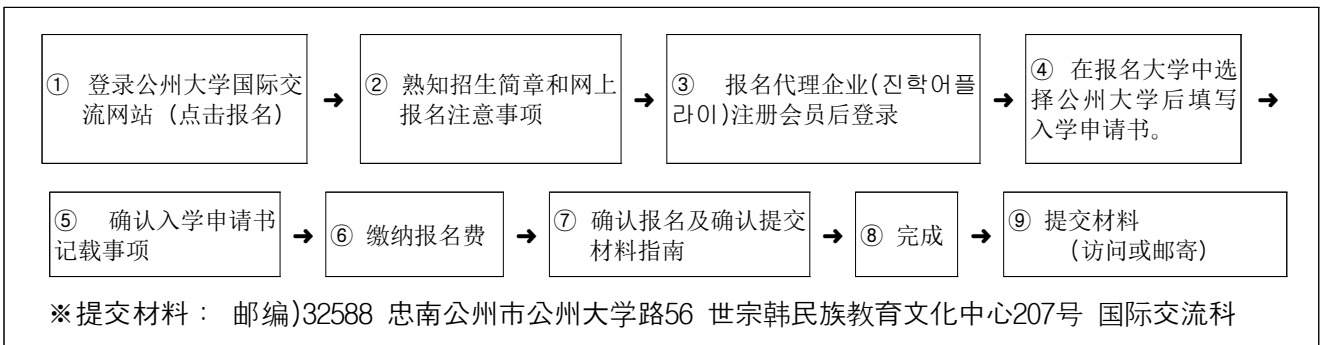 ① 登录公州大学国际交
流网站 (点击报名)
➜
② 熟知招生简章和网上
报名注意事项
➜
③ 报名代理企业(진학어플
라이)注册会员后登录
➜
④ 在报名大学中选
择公州大学后填写
入学申请书。
➜
⑤ 确认入学申请书
记载事项
➜
⑥ 缴纳报名费
➜
⑦ 确认报名及确认提交
材料指南
➜
⑧ 完成
➜
⑨ 提交材料
(访问或邮寄)
※提交材料： 邮编)32588 忠南公州市公州大学路56 世宗韩民族教育文化中心207号 国际交流科